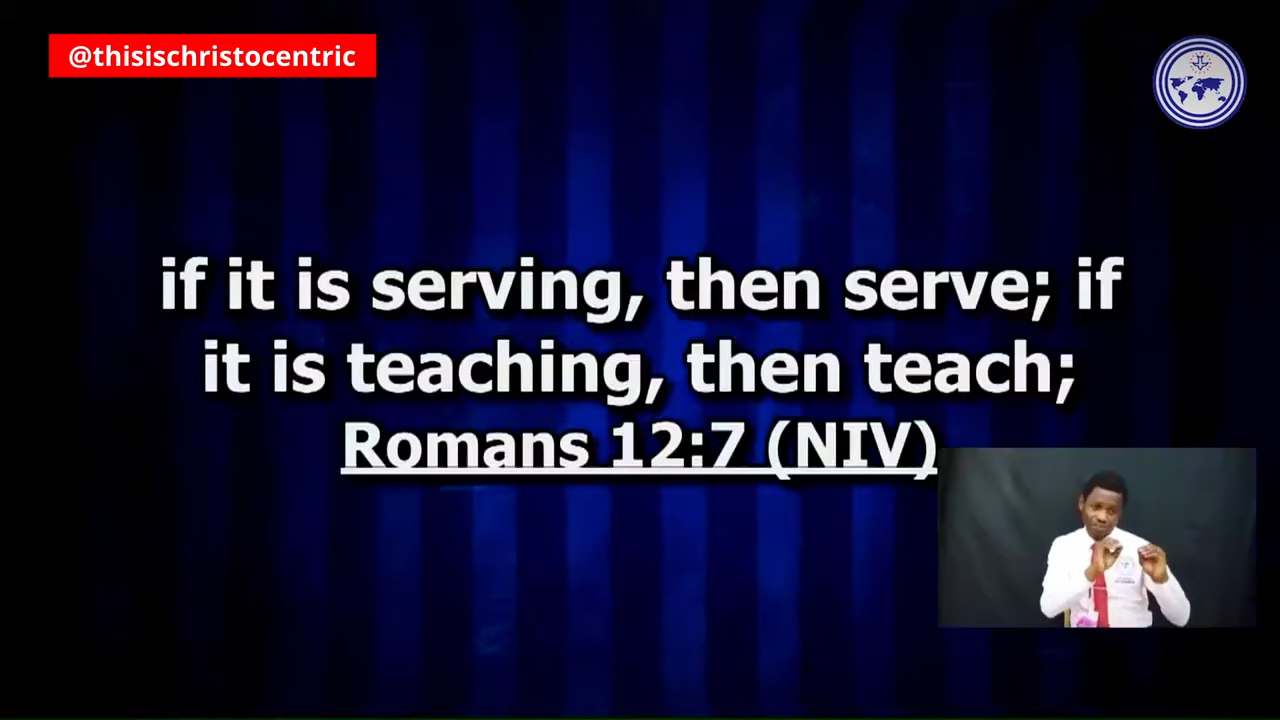 @thisischristocentric
if it is serving, then serve; if
it is teaching, then teach;
Romans 12:7 (NIV)